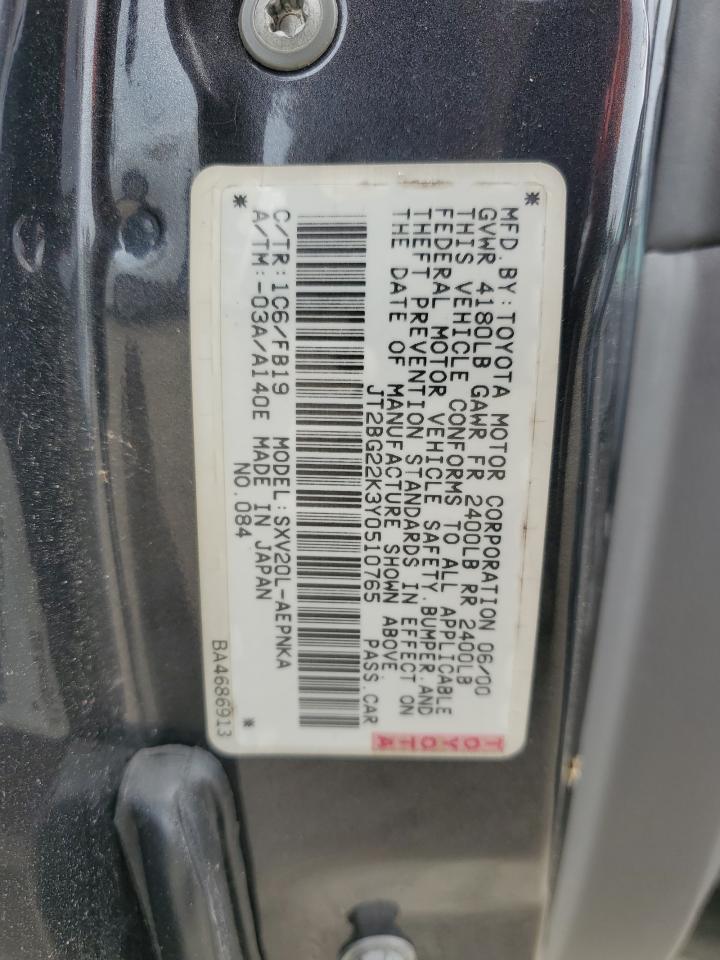 MFD. BY: TOYOTA MOTOR CORPORATION 06/00
GVWR 4180LB GAWR FR 2400LB RR 2400LB
THIS VEHICLE CONFORMS TO ALL APPLICABLE
FEDERAL MOTOR VEHICLE SAFETY, BUMPER, AND
THEFT PREVENTION STANDARDS IN EFFECT ON
THE DATE OF MANUFACTURE SHOWN ABOVE.
* JT2BG22K3Y0510765 PASS. CAR
TOYOTA
C/TR: 1C6/FB19 MODEL: SXV20L-AEPNKA
A/TM: -03A/A140E MADE IN JAPAN
* NO. 084 *
BA4686913